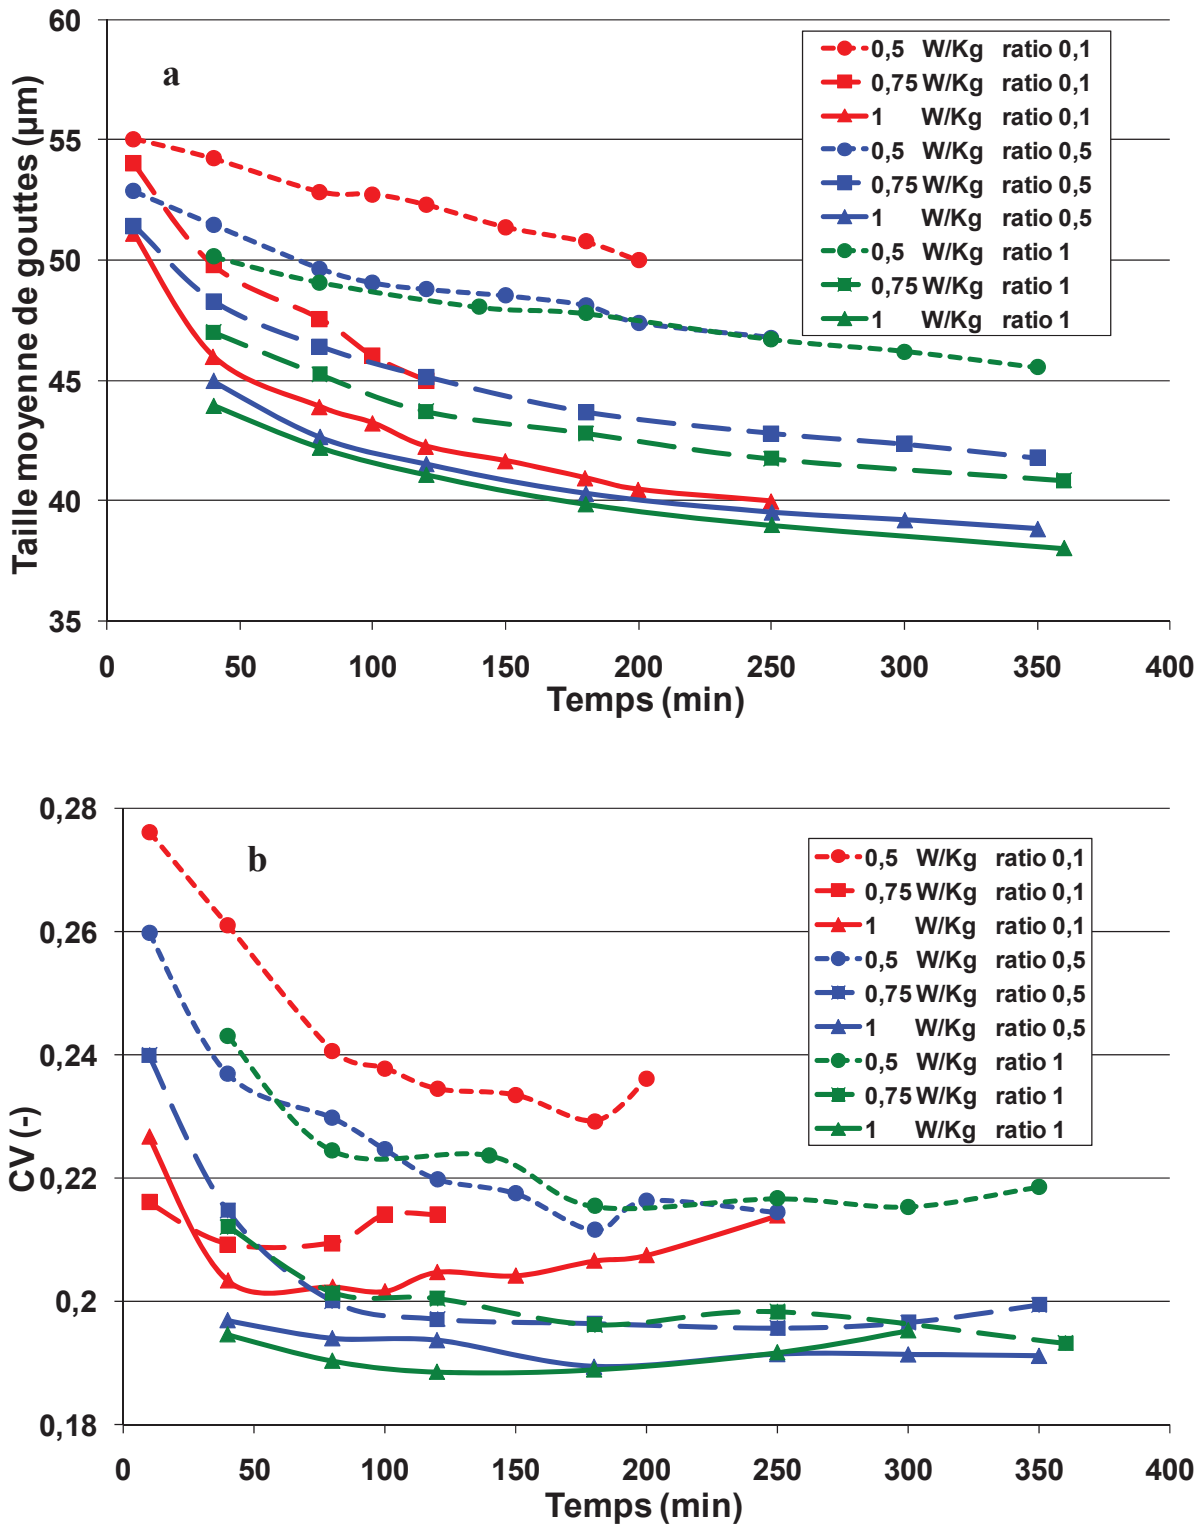 60
55
50
45
40
35
Taille moyenne de gouttes (µm)
a
0,5 W/Kg ratio 0,1
0,75 W/Kg ratio 0,1
1 W/Kg ratio 0,1
0,5 W/Kg ratio 0,5
0,75 W/Kg ratio 0,5
1 W/Kg ratio 0,5
0,5 W/Kg ratio 1
0,75 W/Kg ratio 1
1 W/Kg ratio 1
0 50 100 150 200 250 300 350 400
Temps (min)
0,28
0,26
0,24
0,22
0,2
0,18
CV (-)
b
0,5 W/Kg ratio 0,1
0,75 W/Kg ratio 0,1
1 W/Kg ratio 0,1
0,5 W/Kg ratio 0,5
0,75 W/Kg ratio 0,5
1 W/Kg ratio 0,5
0,5 W/Kg ratio 1
0,75 W/Kg ratio 1
1 W/Kg ratio 1
0 50 100 150 200 250 300 350 400
Temps (min)